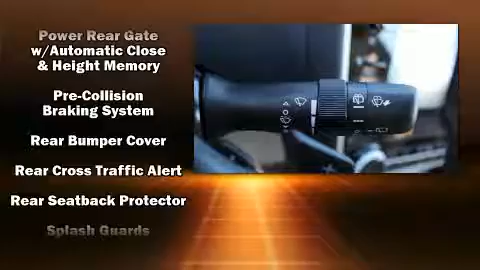 Power Rear Gate
w/Automatic Close
& Height Memory
Pre-Collision
Braking System
Rear Bumper Cover
Rear Cross Traffic Alert
Rear Seatback Protector
Splash Guards